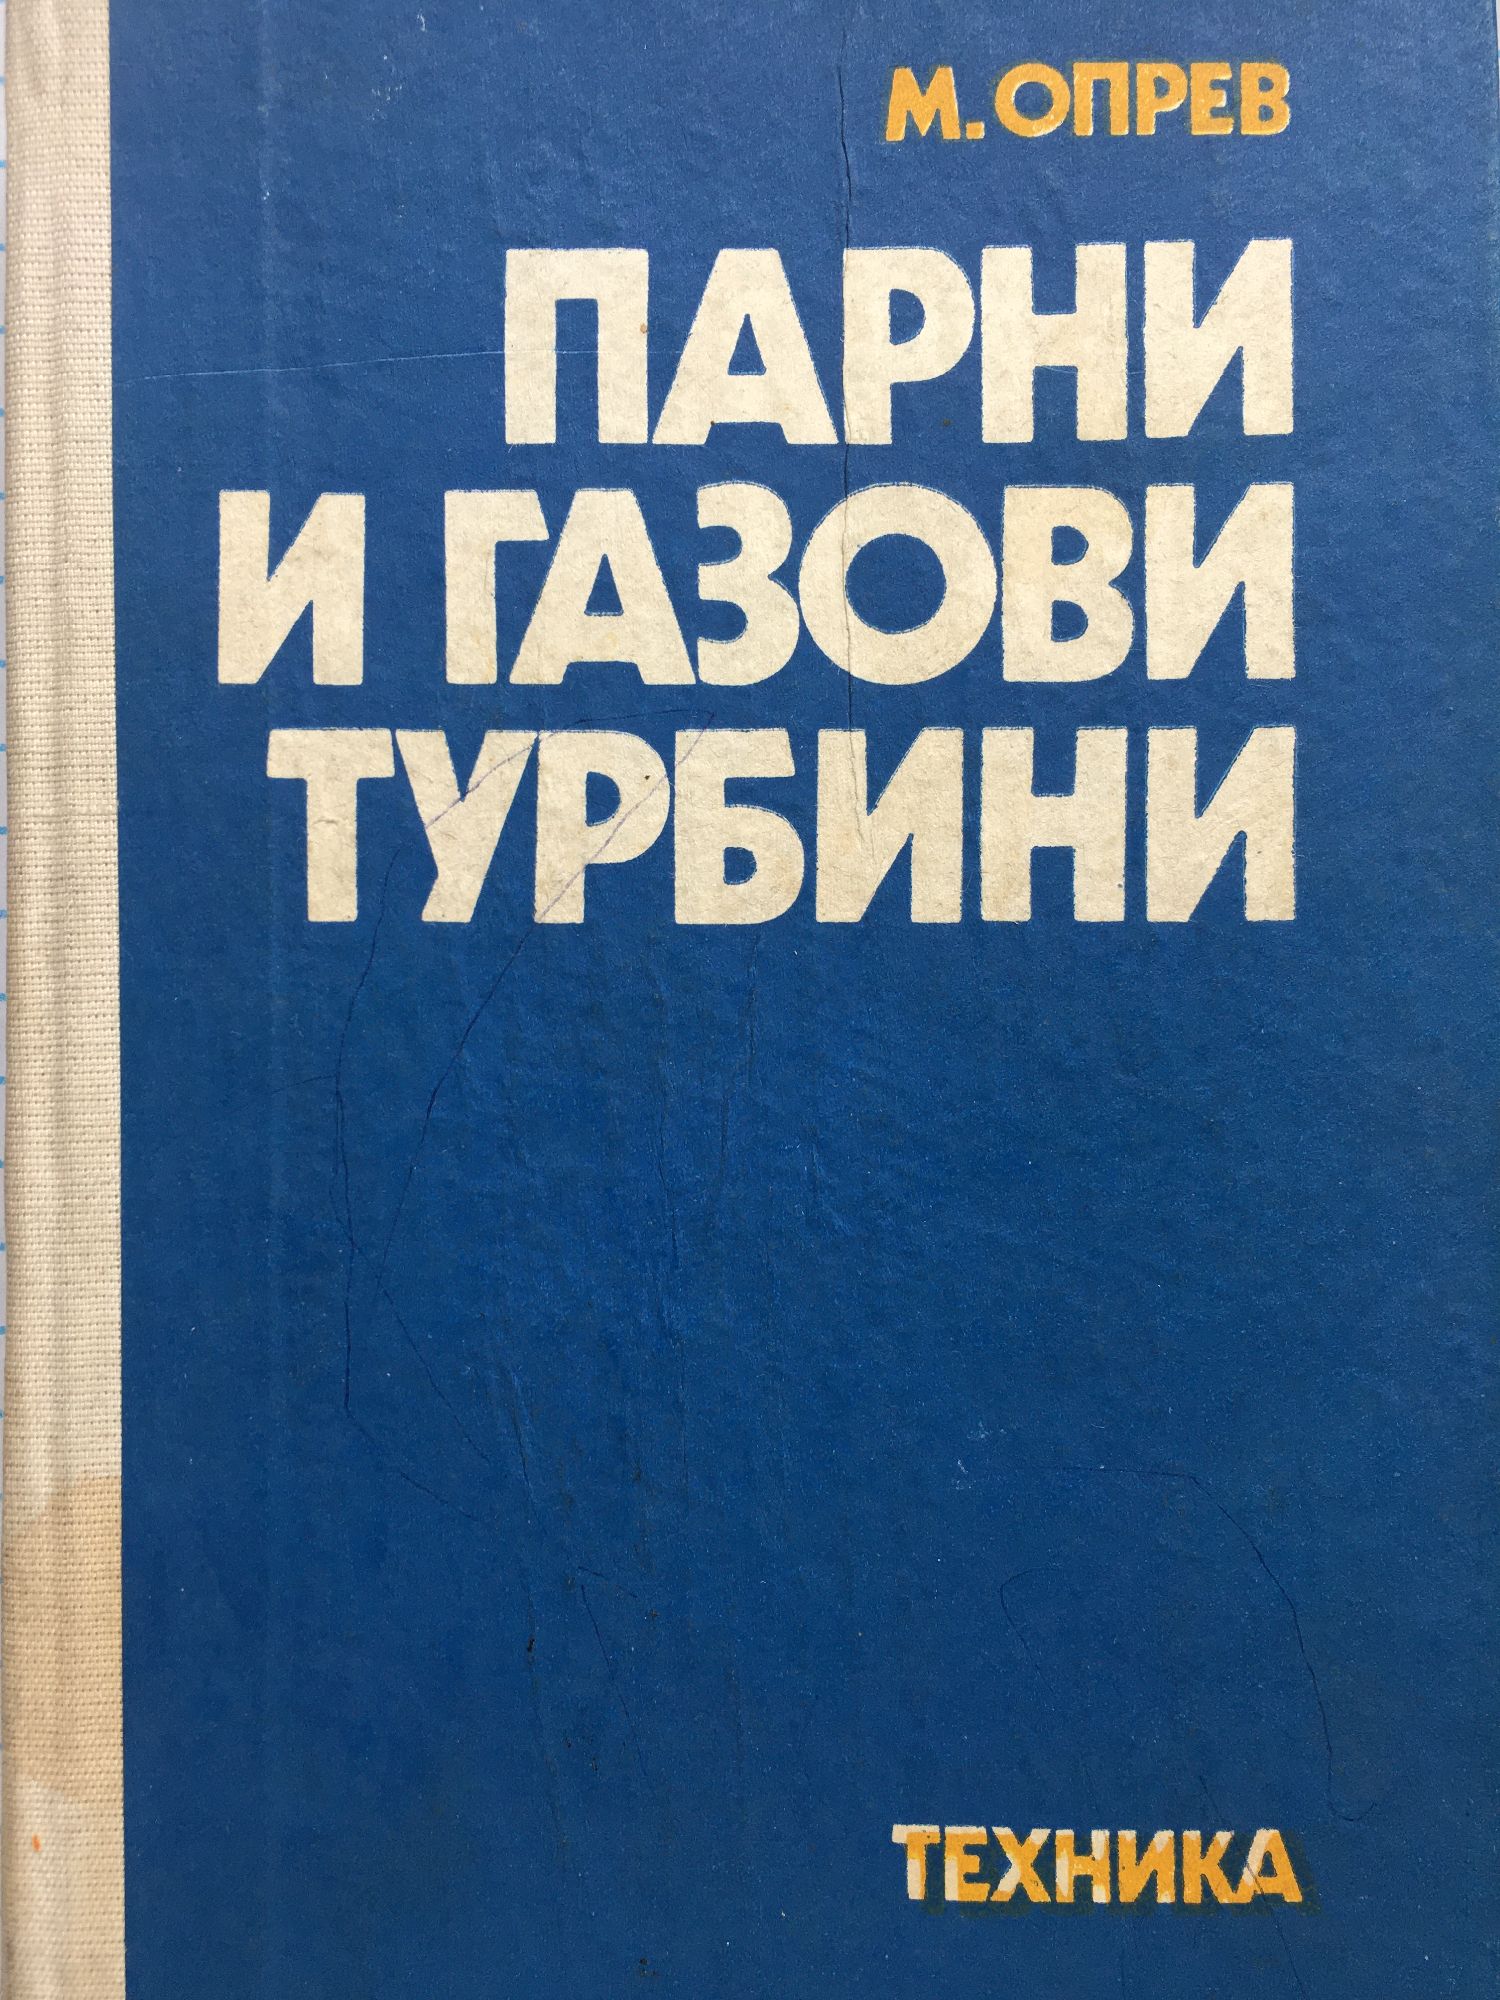 М. ОПРЕВ
ПАРНИ
И ГАЗОВИ
ТУРБИНИ
ТЕХНИКА